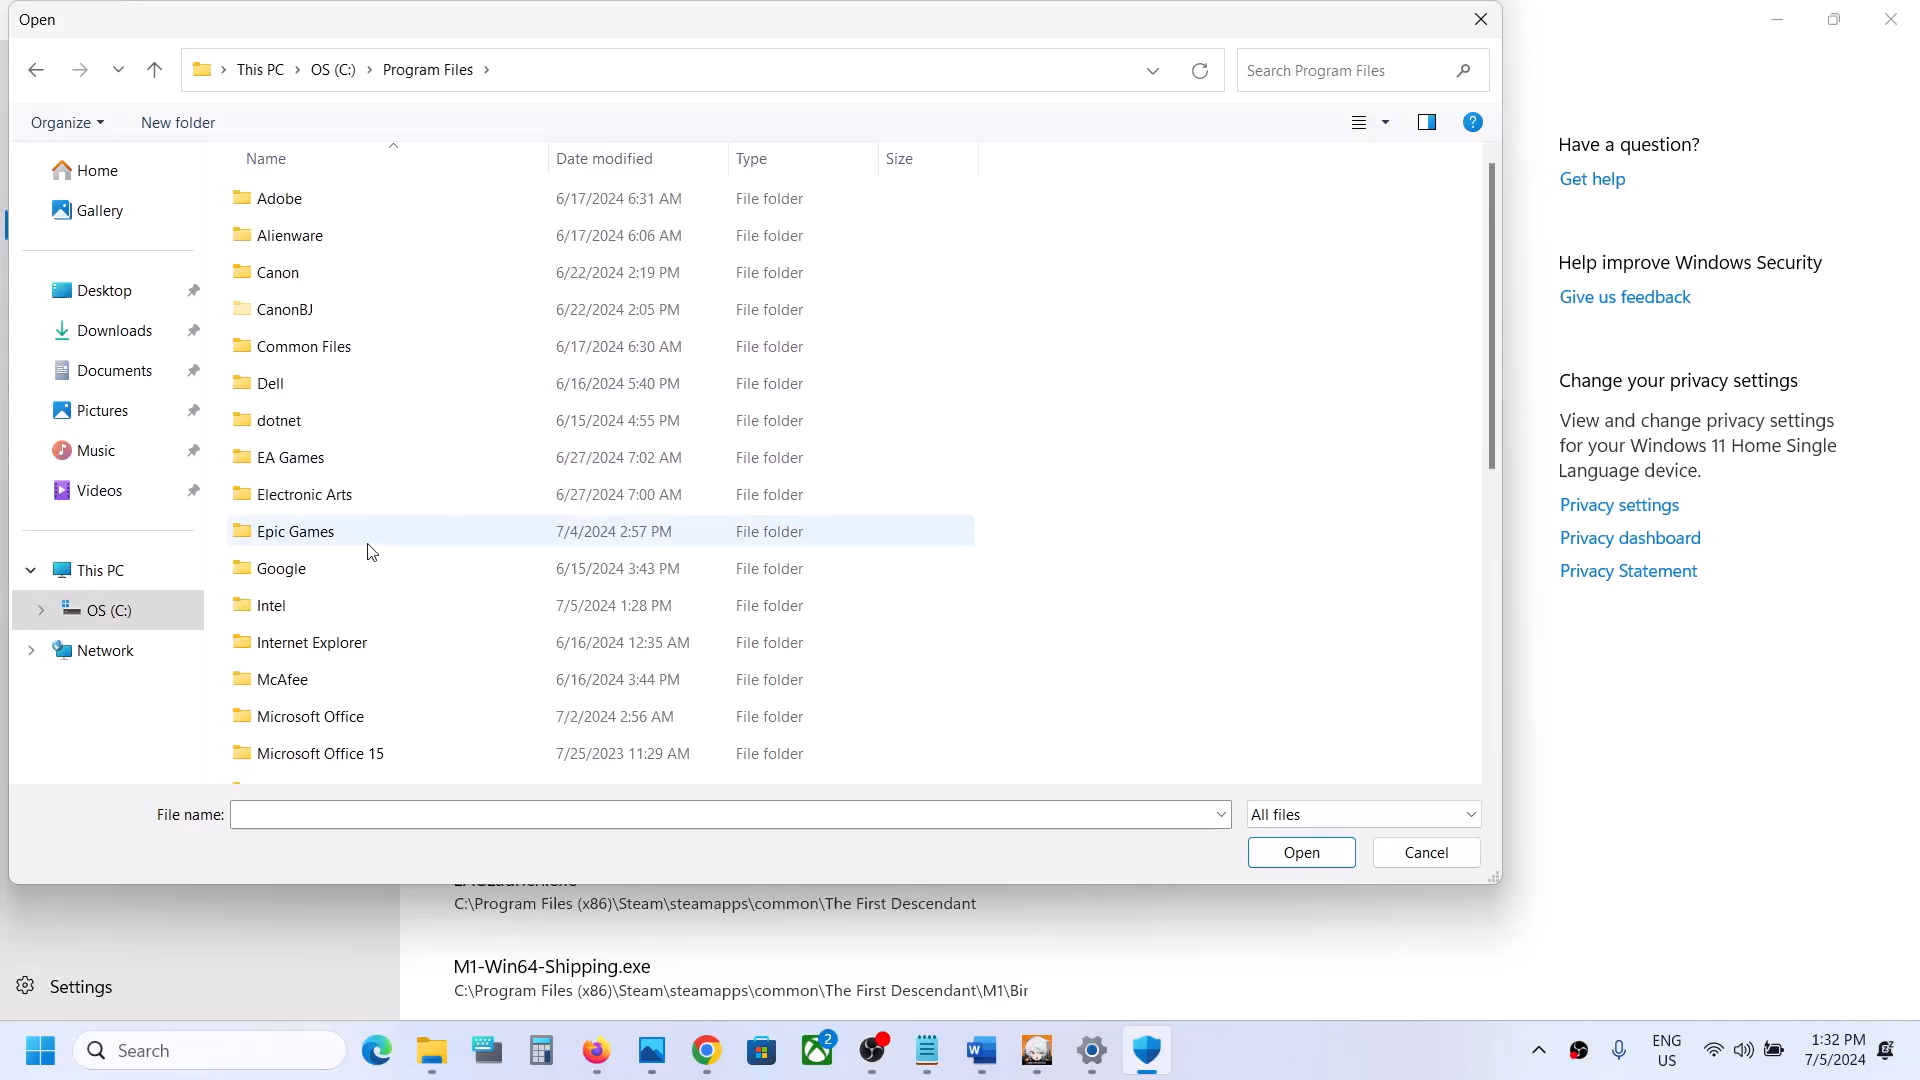 Open
This PC > OS (C:) > Program Files >
Search Program Files
Organize
New folder
Name Date modified Type Size
Home
Gallery
Desktop
Downloads
Documents
Pictures
Music
Videos
This PC
OS (C:)
Network
Adobe 6/17/2024 6:31 AM File folder
Alienware 6/17/2024 6:06 AM File folder
Canon 6/22/2024 2:19 PM File folder
CanonBJ 6/22/2024 2:05 PM File folder
Common Files 6/17/2024 6:30 AM File folder
Dell 6/16/2024 5:40 PM File folder
dotnet 6/15/2024 4:55 PM File folder
EA Games 6/27/2024 7:02 AM File folder
Electronic Arts 6/27/2024 7:00 AM File folder
Epic Games 7/4/2024 2:57 PM File folder
Google 6/15/2024 3:43 PM File folder
Intel 7/5/2024 1:28 PM File folder
Internet Explorer 6/16/2024 12:35 AM File folder
McAfee 6/16/2024 3:44 PM File folder
Microsoft Office 7/2/2024 2:56 AM File folder
Microsoft Office 15 7/25/2023 11:29 AM File folder
File name:
All files
Open
Cancel
Have a question?
Get help
Help improve Windows Security
Give us feedback
Change your privacy settings
View and change privacy settings
for your Windows 11 Home Single
Language device.
Privacy settings
Privacy dashboard
Privacy Statement
C:\Program Files (x86)\Steam\steamapps\common\The First Descendant
M1-Win64-Shipping.exe
C:\Program Files (x86)\Steam\steamapps\common\The First Descendant\M1\Bir
Settings
Search
2
ENG
US
1:32 PM
7/5/2024